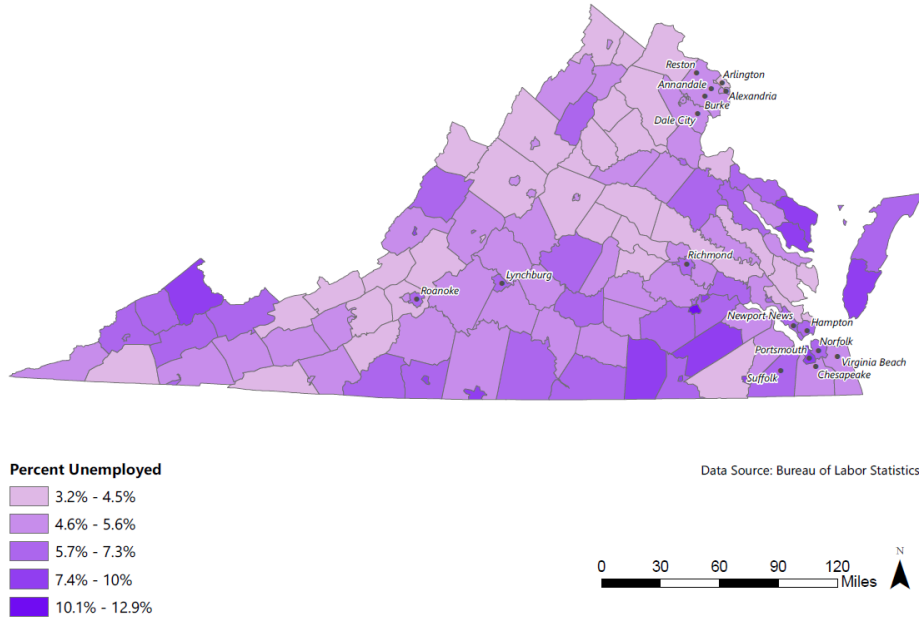 Reston
Arlington
Annandale
Alexandria
Burke
Dale City
Richmond
Lynchburg
Roanoke
Newport News
Hampton
Norfolk
Portsmouth
Virginia Beach
Suffolk
Chesapeake
Percent Unemployed
Data Source: Bureau of Labor Statistics
3.2% - 4.5%
4.6% - 5.6%
5.7% - 7.3%
7.4% - 10%
10.1% - 12.9%
N
0 30 60 90 120
Miles